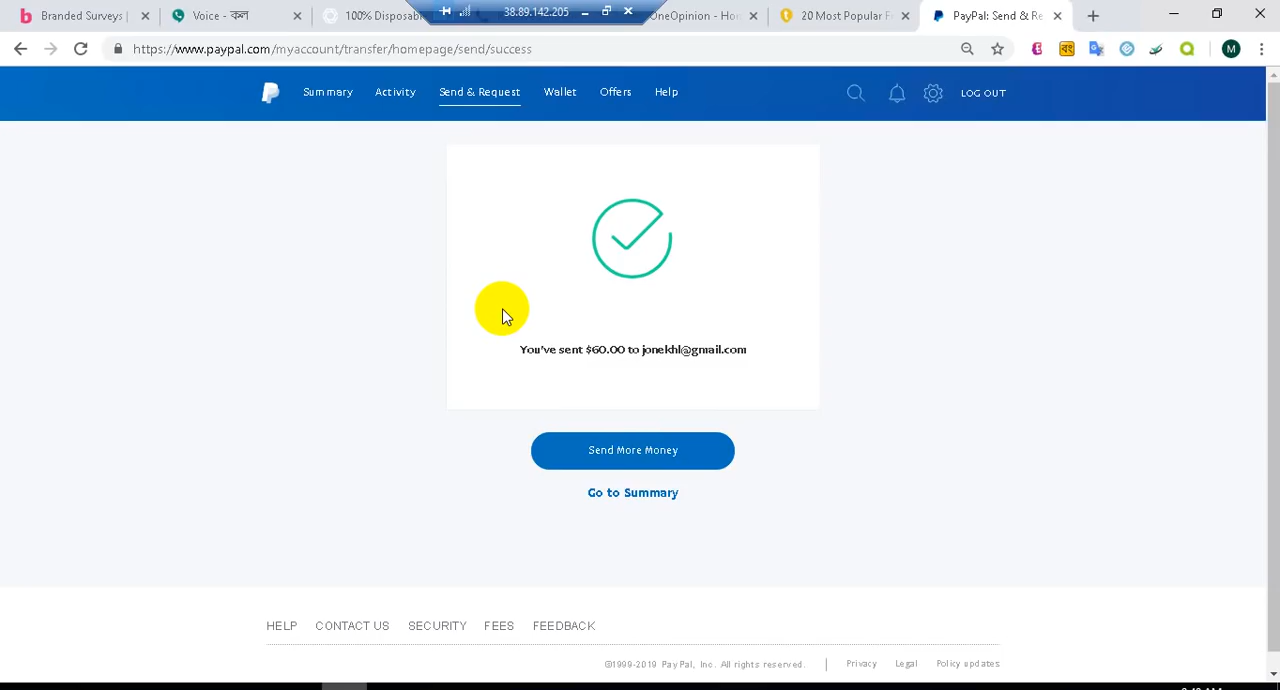 Branded Surveys |
Voice - কল
100% Disposab
38.89.142.205
OneOpinion - Ho
20 Most Popular F
PayPal: Send & Re
https://www.paypal.com/myaccount/transfer/homepage/send/success
বং
M
Summary
Activity
Send & Request
Wallet
Offers
Help
LOG OUT
You've sent $60.00 to jonekhl@gmail.com
Send More Money
Go to Summary
HELP
CONTACT US
SECURITY
FEES
FEEDBACK
©1999-2019 PayPal, Inc. All rights reserved.
Privacy
Legal
Policy updates